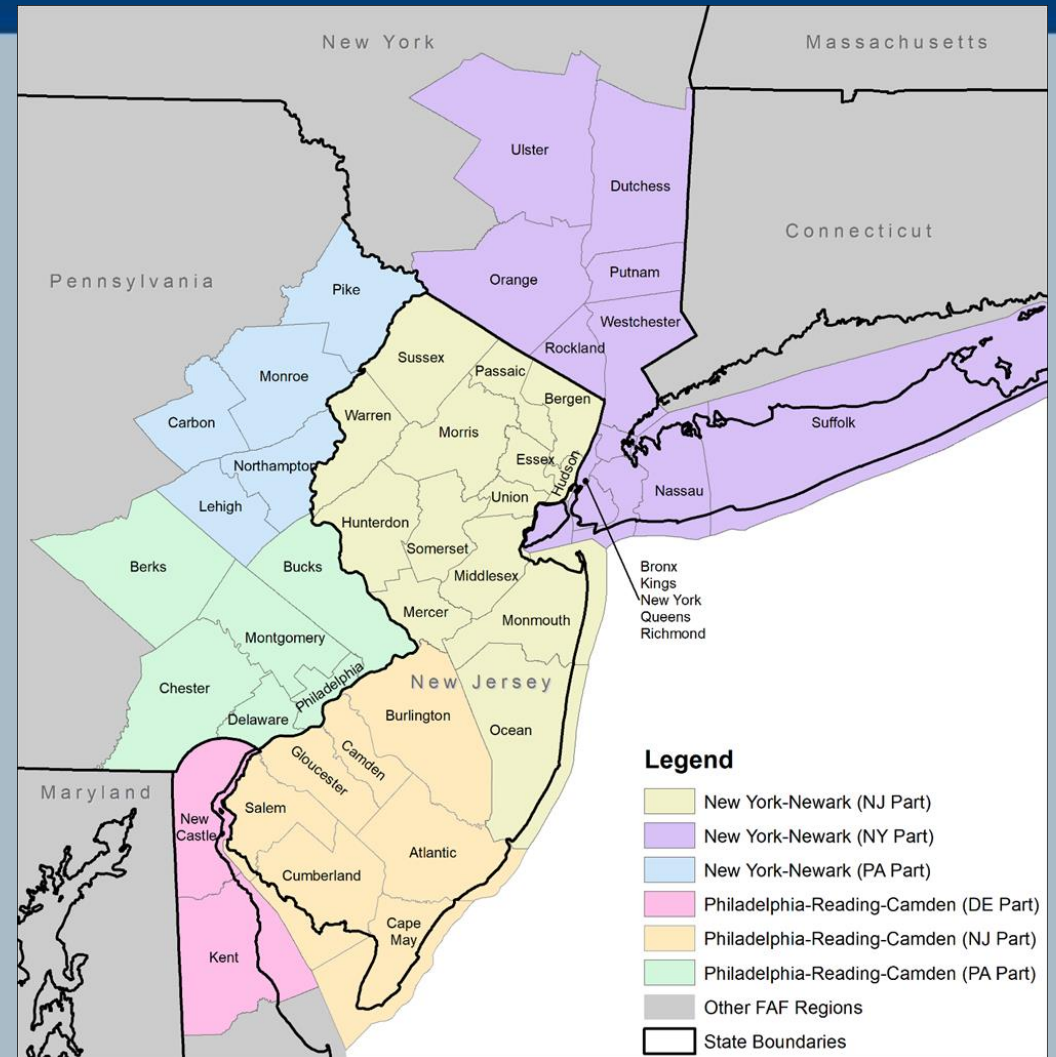 New York
Massachusetts
Ulster
Dutchess
Connecticut
Pennsylvania
Orange
Putnam
Pike
Westchester
Rockland
Sussex
Passaic
Monroe
Bergen
Warren
Carbon
Morris
Suffolk
Essex
Hudson
Northampton
Nassau
Union
Lehigh
Hunterdon
Somerset
Berks
Bucks
Middlesex
Bronx
Kings
New York
Queens
Richmond
Mercer
Monmouth
Montgomery
New Jersey
Philadelphia
Chester
Delaware
Burlington
Ocean
Camden
Gloucester
Maryland
Salem
New
Castle
Atlantic
Cumberland
Cape
May
Kent
Legend
New York-Newark (NJ Part)
New York-Newark (NY Part)
New York-Newark (PA Part)
Philadelphia-Reading-Camden (DE Part)
Philadelphia-Reading-Camden (NJ Part)
Philadelphia-Reading-Camden (PA Part)
Other FAF Regions
State Boundaries